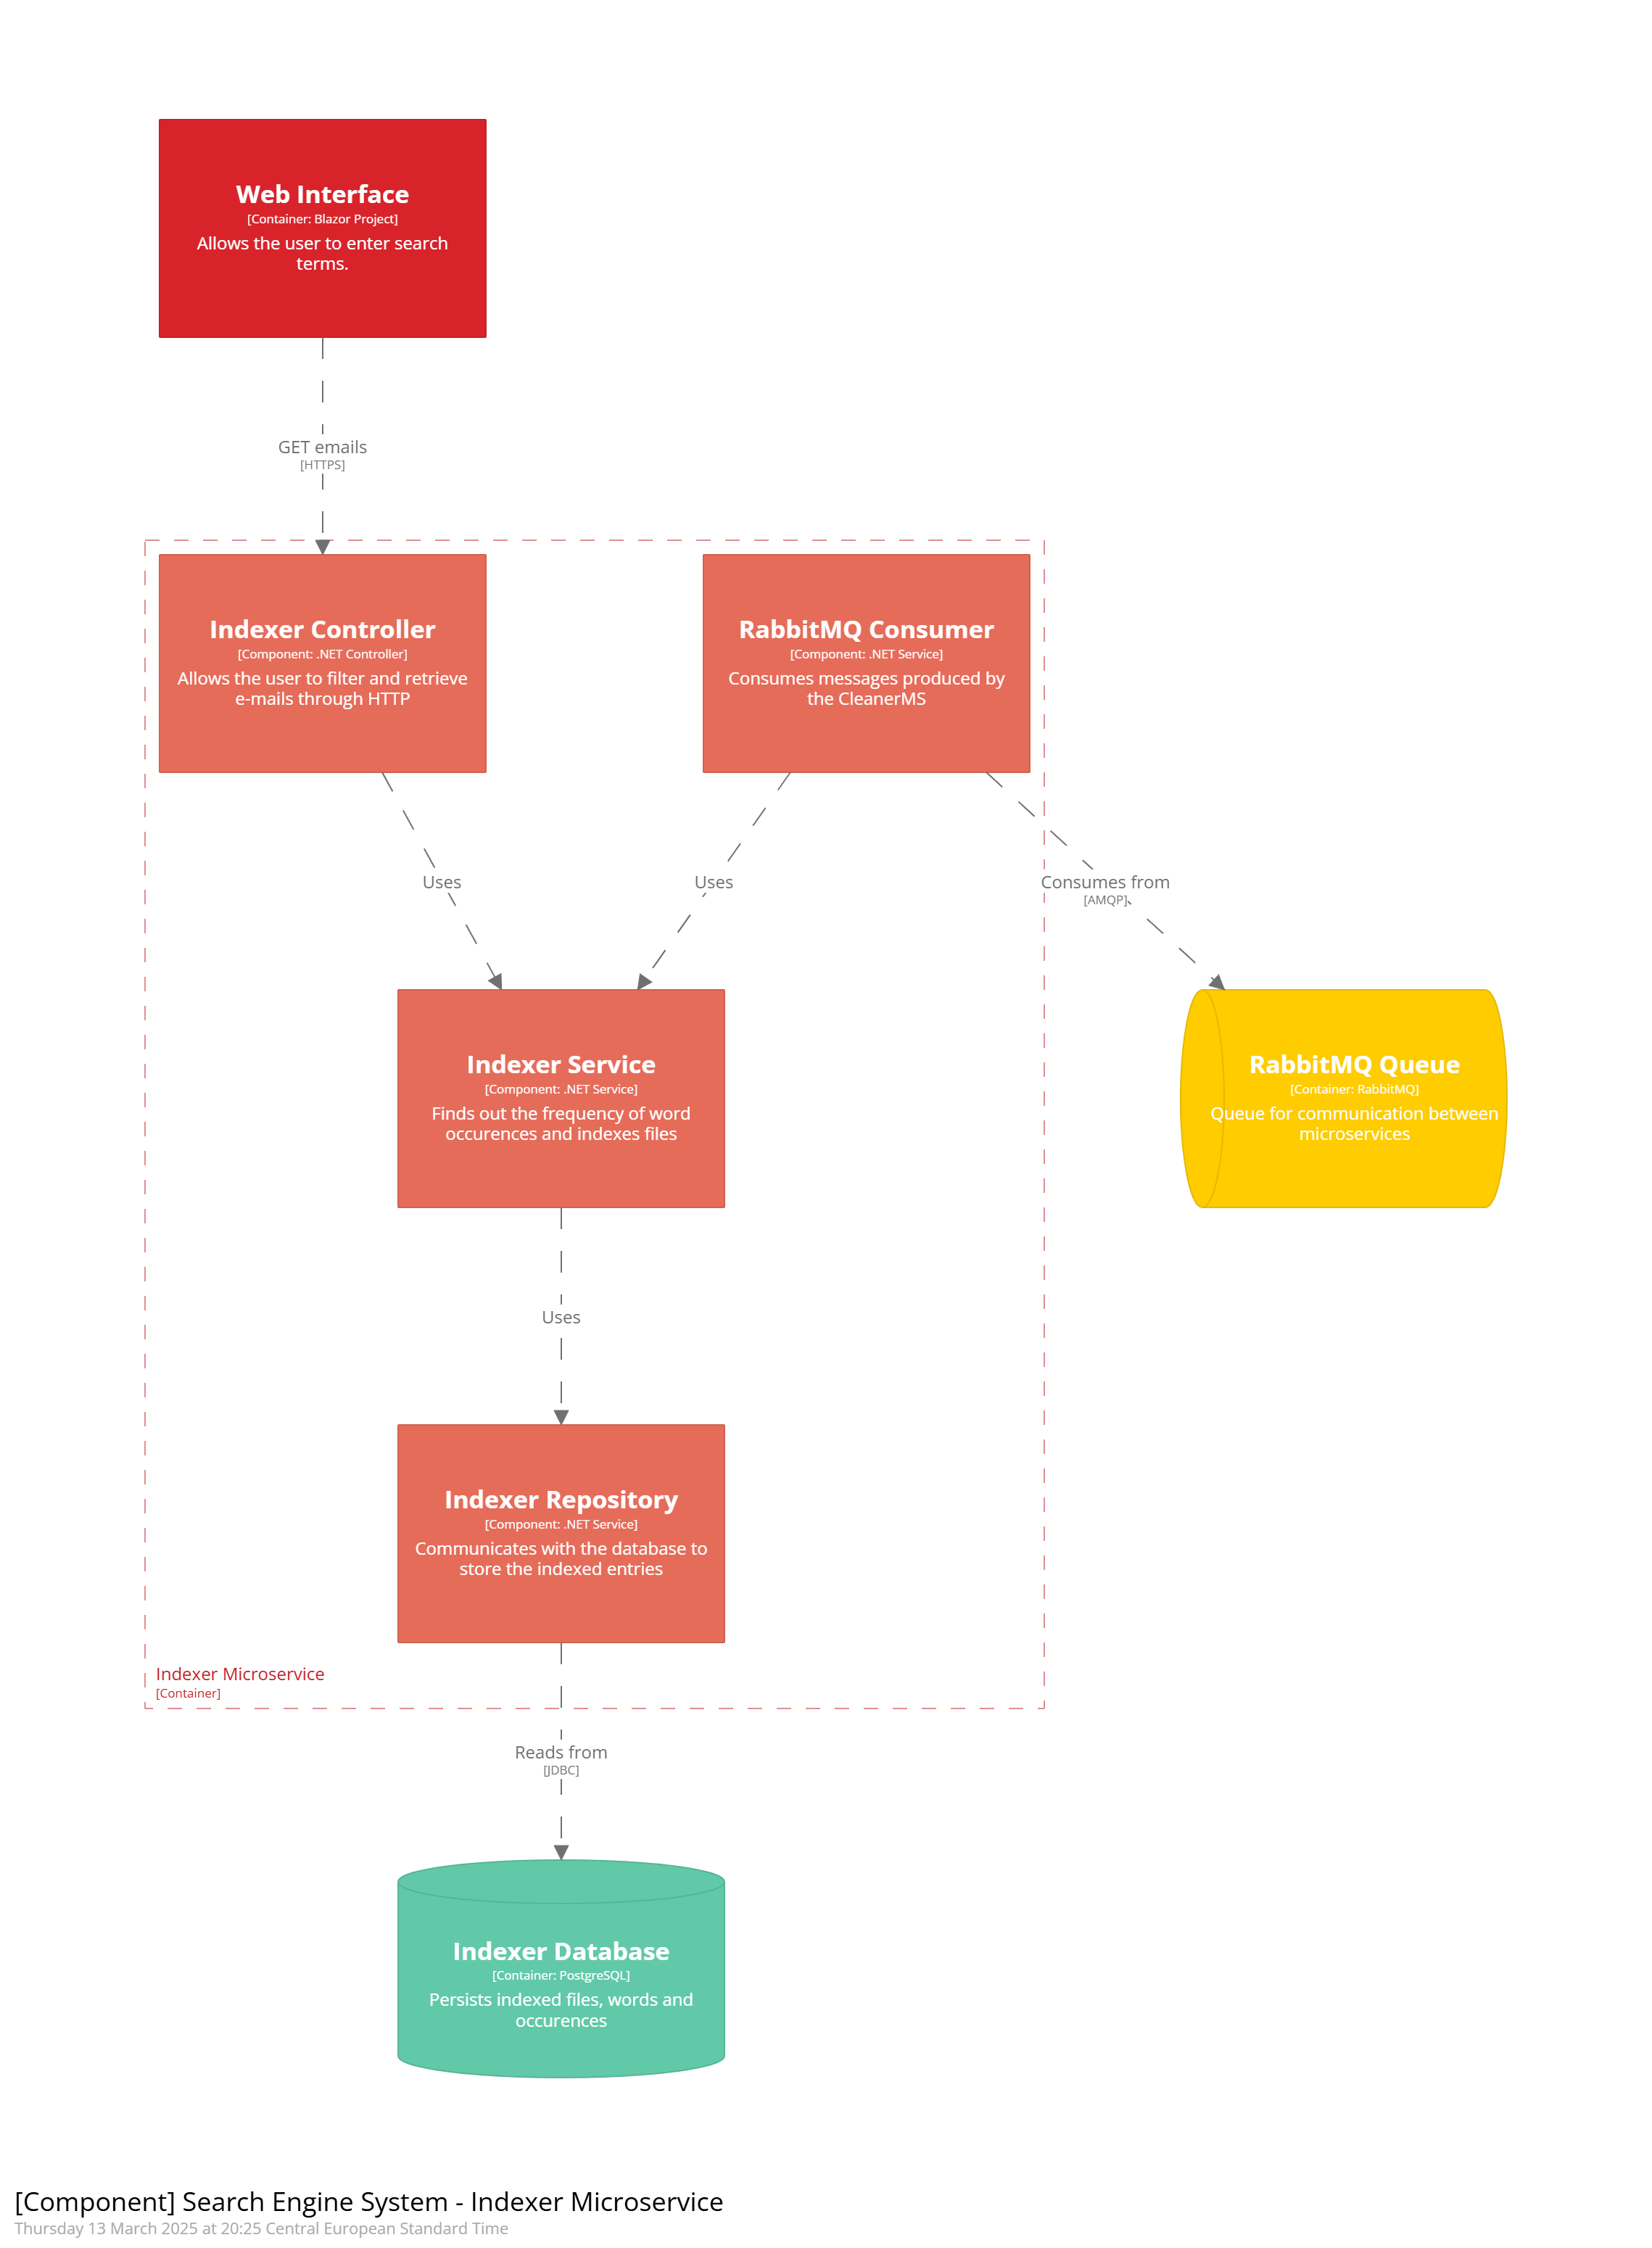 Web Interface
[Container: Blazor Project]
Allows the user to enter search
terms.
GET emails
[HTTPS]
Indexer Controller
[Component: .NET Controller]
Allows the user to filter and retrieve
e-mails through HTTP
RabbitMQ Consumer
[Component: .NET Service]
Consumes messages produced by
the CleanerMS
Uses
Uses
Consumes from
[AMQP]
Indexer Service
[Component: .NET Service]
Finds out the frequency of word
occurences and indexes files
RabbitMQ Queue
[Container: RabbitMQ]
Queue for communication between
microservices
Uses
Indexer Repository
[Component: .NET Service]
Communicates with the database to
store the indexed entries
Indexer Microservice
[Container]
Reads from
[JDBC]
Indexer Database
[Container: PostgreSQL]
Persists indexed files, words and
occurences
[Component] Search Engine System - Indexer Microservice
Thursday 13 March 2025 at 20:25 Central European Standard Time